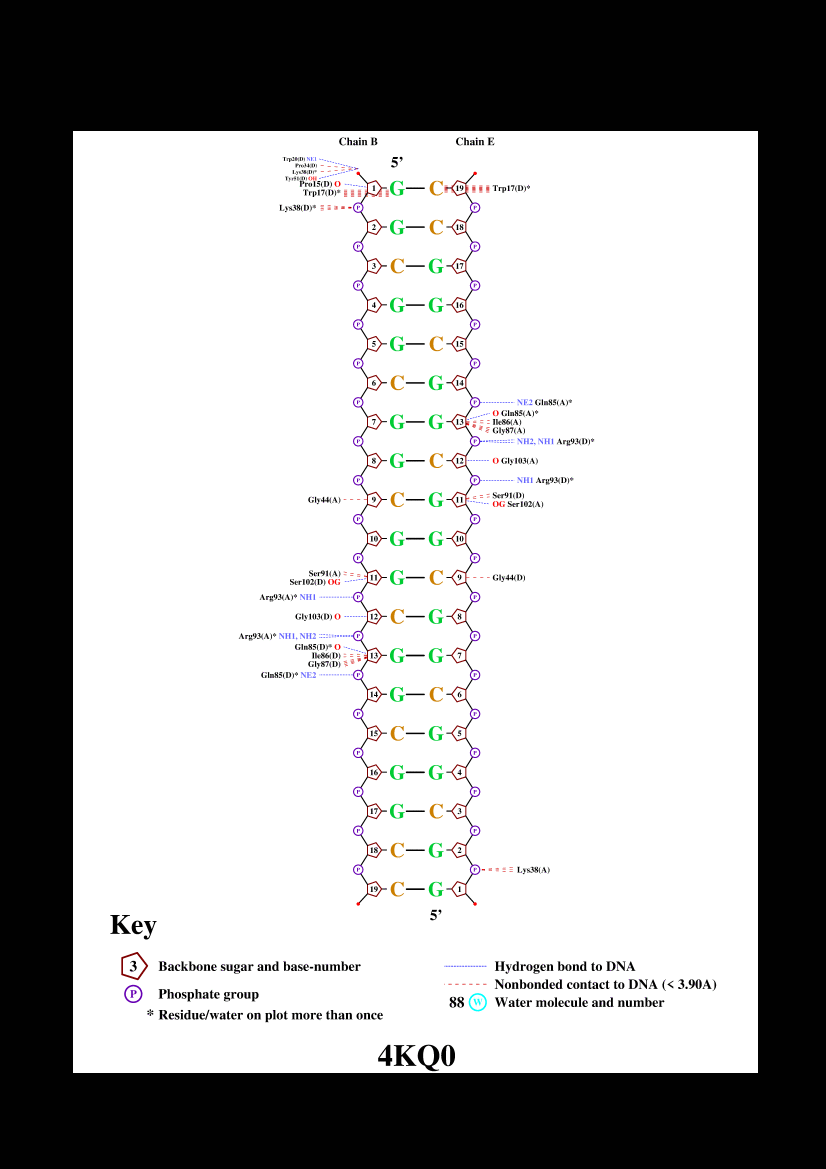 Chain B Chain E
5’
Trp20(D) NE1
Pro34(D)
Lys38(D)*
Tyr51(D) OH
Pro15(D) O 1 G C 19 Trp17(D)*
Trp17(D)*
Lys38(D)* P P
2 G C 18
P P
3 C G 17
P P
4 G G 16
P P
5 G C 15
P P
6 C G 14
P P NE2 Gln85(A)*
O Gln85(A)*
7 G G 13 Ile86(A)
Gly87(A)
P P NH2, NH1 Arg93(D)*
8 G C 12 O Gly103(A)
P P NH1 Arg93(D)*
Ser91(D)
Gly44(A) 9 C G 11
OG Ser102(A)
P P
10 G G 10
P P
Ser91(A)
11 G C 9 Gly44(D)
Ser102(D) OG
Arg93(A)* NH1 P P
Gly103(D) O 12 C G 8
Arg93(A)* NH1, NH2 P P
Gln85(D)* O
Ile86(D) 13 G G 7
Gly87(D)
Gln85(D)* NE2 P P
14 G C 6
P P
15 C G 5
P P
16 G G 4
P P
17 G C 3
P P
18 C G 2
P P Lys38(A)
19 C G 1
5’
Key
3 Backbone sugar and base-number
P Phosphate group
* Residue/water on plot more than once
Hydrogen bond to DNA
Nonbonded contact to DNA (< 3.90A)
88 W Water molecule and number
4KQ0